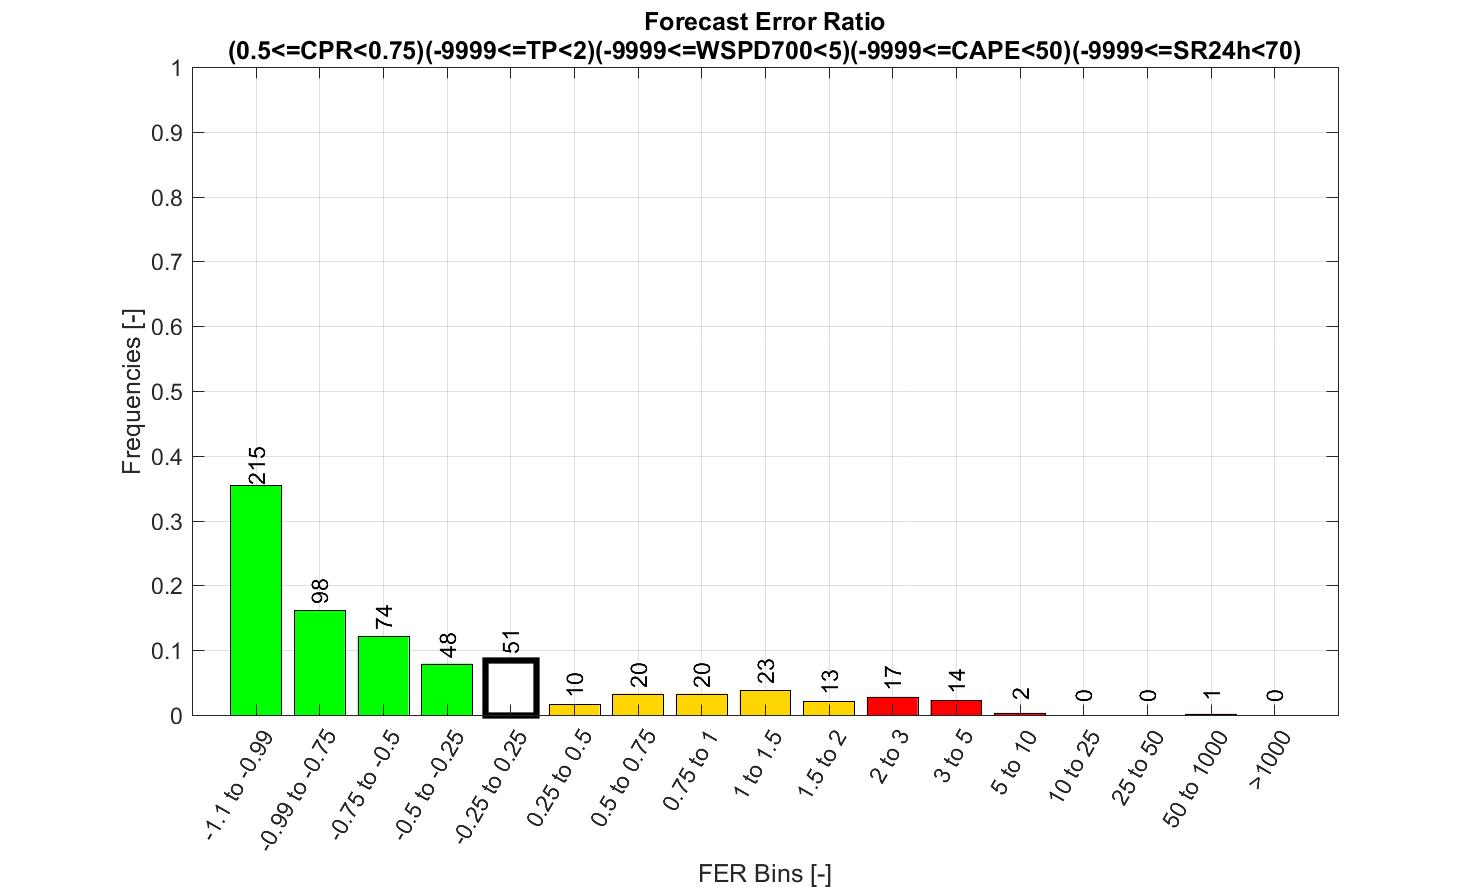 Forecast Error Ratio
(0.5<=CPR<0.75)(-9999<=TP<2)(-9999<=WSPD700<5)(-9999<=CAPE<50)(-9999<=SR24h<70)
Frequencies [-]
1
0.9
0.8
0.7
0.6
0.5
0.4
0.3
0.2
0.1
0
215
98
74
48
51
10
20
20
23
13
17
14
2
0
0
1
0
-1.1 to -0.99
-0.99 to -0.75
-0.75 to -0.5
-0.5 to -0.25
-0.25 to 0.25
0.25 to 0.5
0.5 to 0.75
0.75 to 1
1 to 1.5
1.5 to 2
2 to 3
3 to 5
5 to 10
10 to 25
25 to 50
50 to 1000
>1000
FER Bins [-]